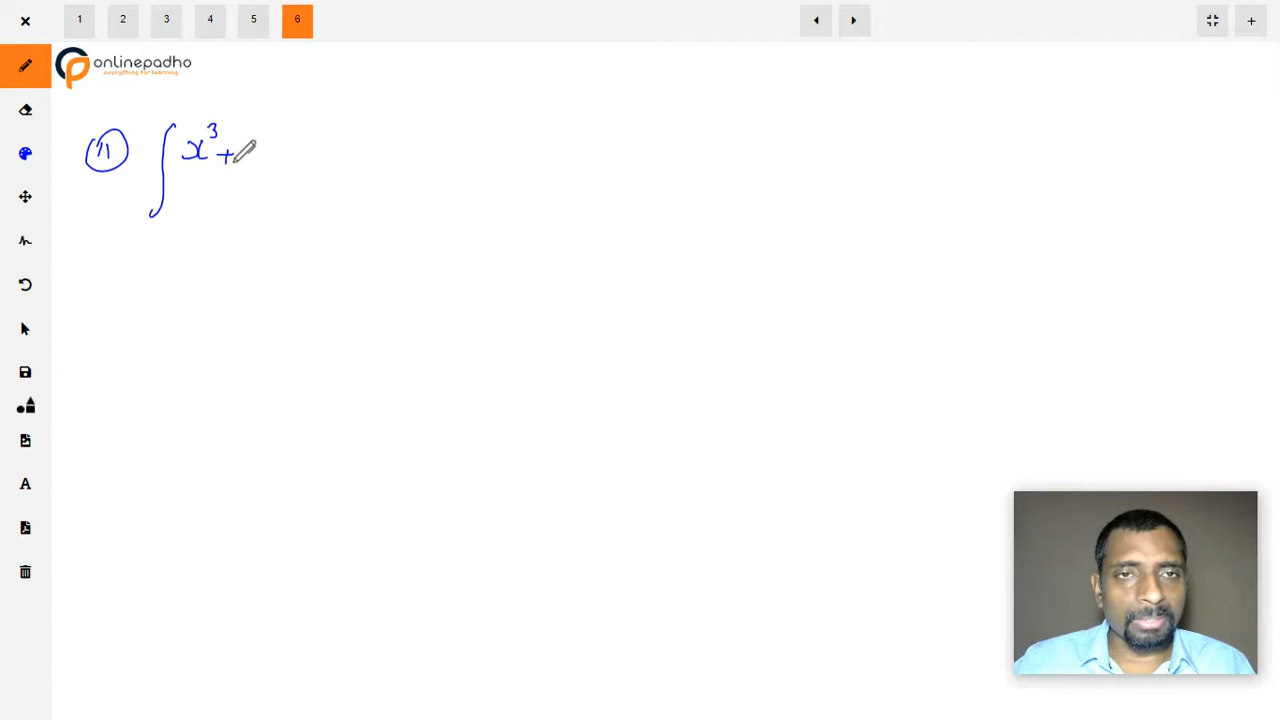 1 2 3 4 5 6
onlinepadho
everything for learning
11 ∫ x³ +
A